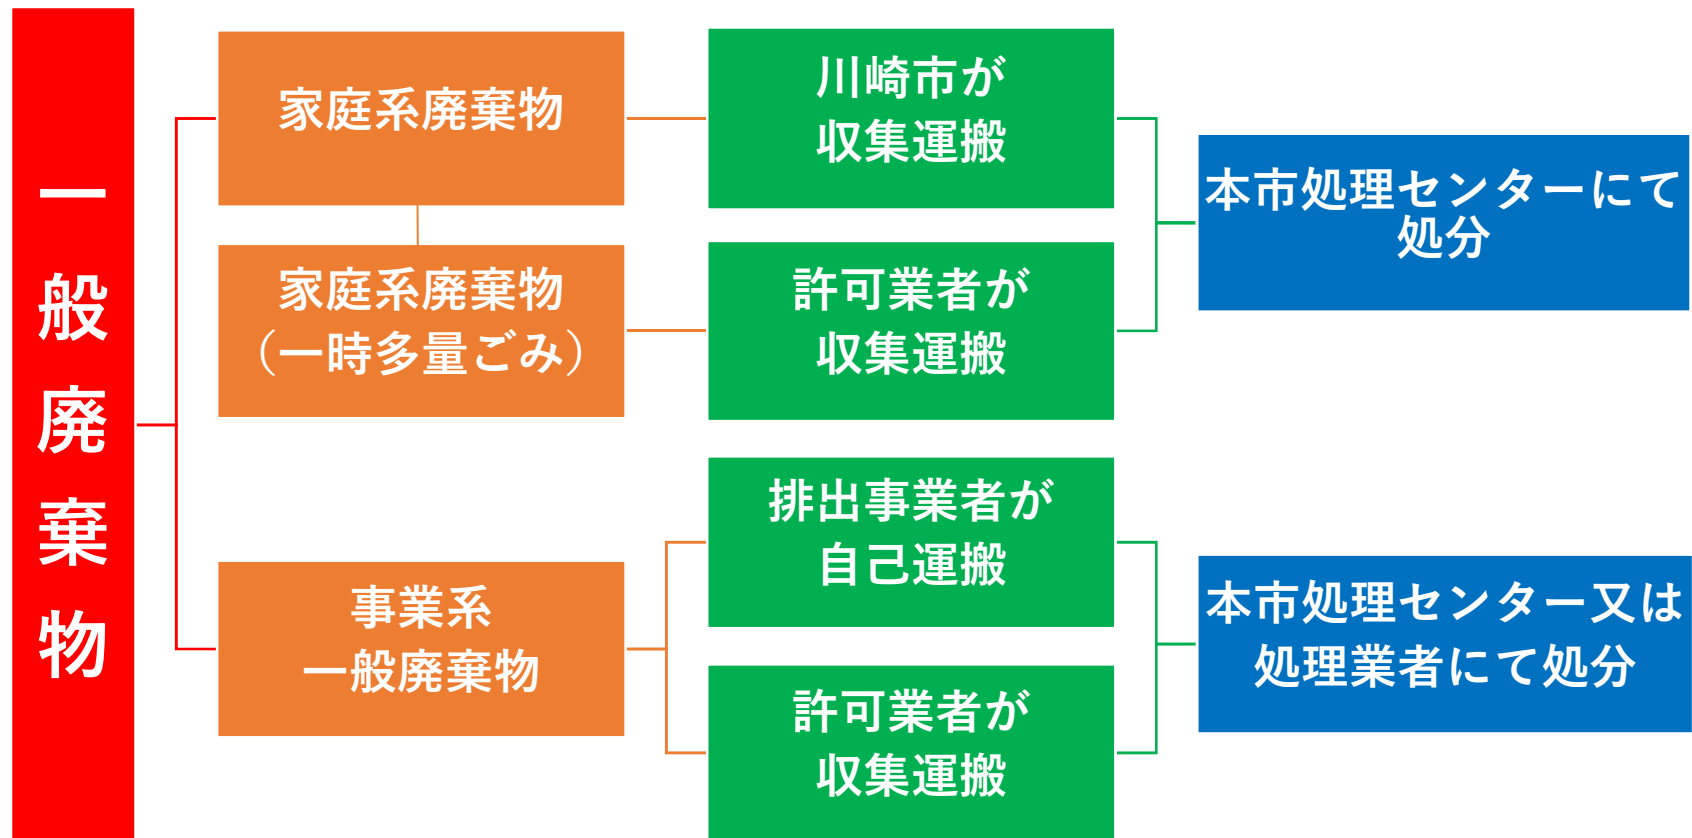 一般廃棄物
家庭系廃棄物
川崎市が
収集運搬
家庭系廃棄物
（一時多量ごみ）
許可業者が
収集運搬
本市処理センターにて
処分
事業系
一般廃棄物
排出事業者が
自己運搬
許可業者が
収集運搬
本市処理センター又は
処理業者にて処分